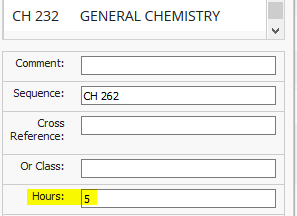 CH 232 GENERAL CHEMISTRY
Comment:
Sequence: CH 262
Cross
Reference:
Or Class:
Hours: 5